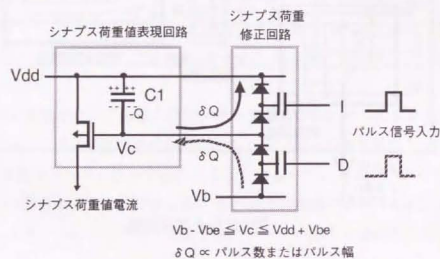 シナプス荷重
シナプス荷重値表現回路
修正回路
Vdd
C1
-Q
δQ
I
パルス信号入力
Vc
δQ
D
Vb
シナプス荷重値電流
Vb - Vbe ≦ Vc ≦ Vdd + Vbe
δQ ∝ パルス数またはパルス幅